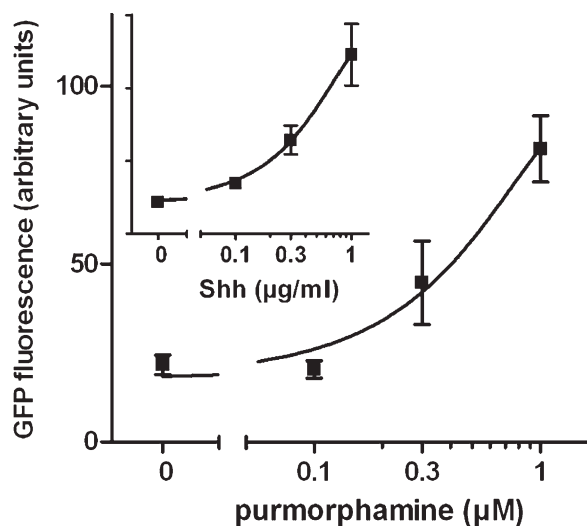 GFP fluorescence (arbitrary units)
100
50
0
0 0.1 0.3 1
Shh (µg/ml)
0 0.1 0.3 1
purmorphamine (µM)